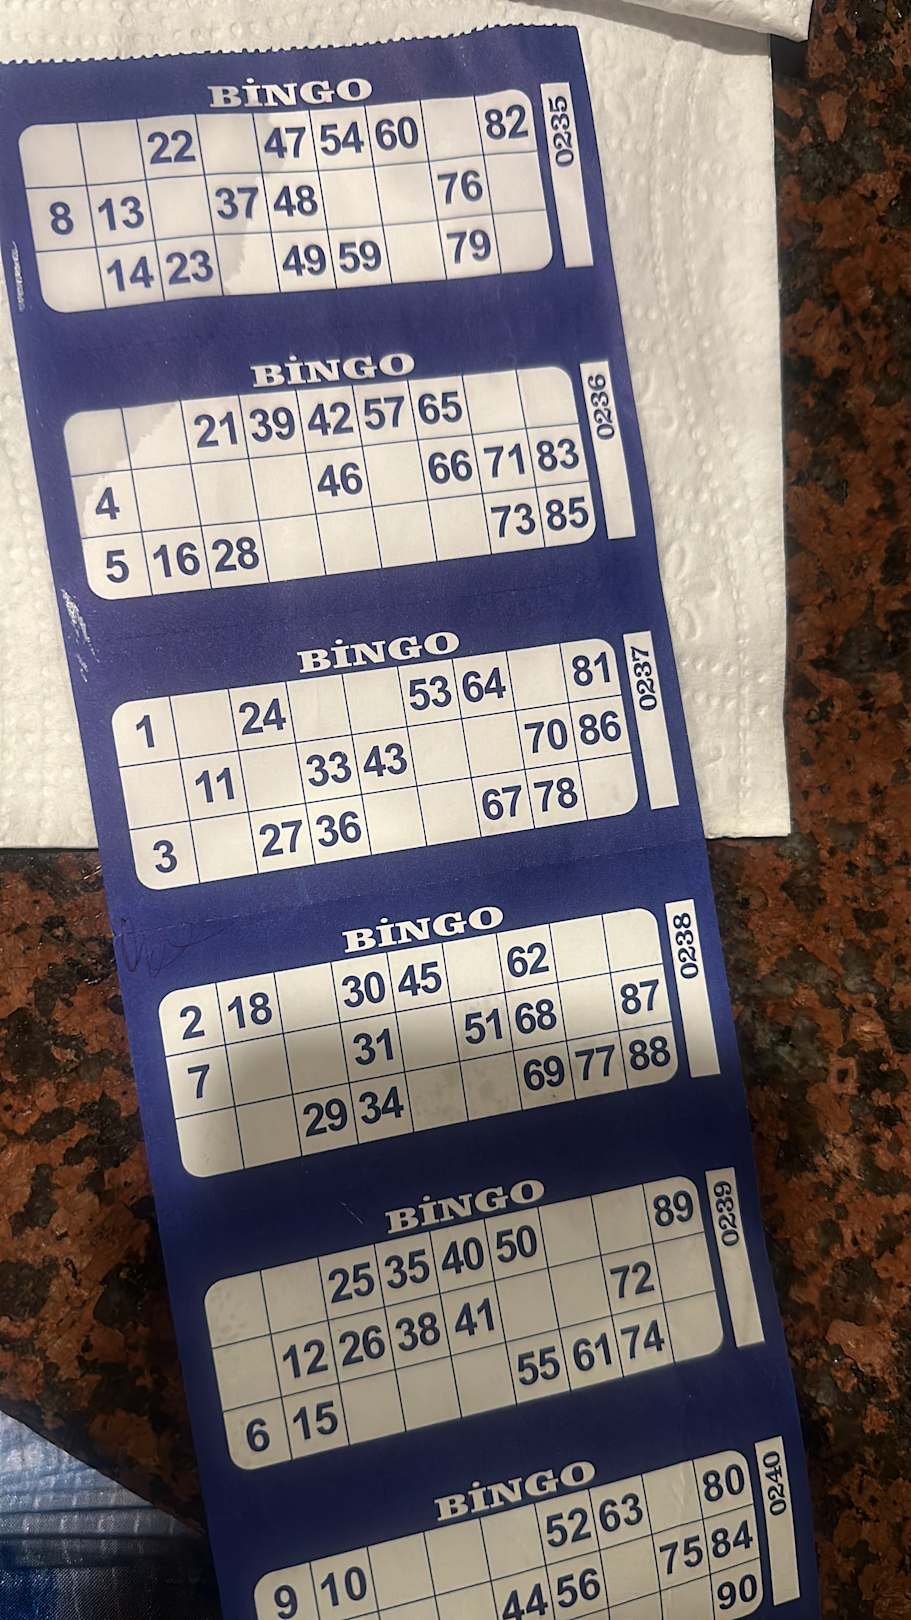 BİNGO
0235
22 47 54 60 82
8 13 37 48 76
14 23 49 59 79
BİNGO
0236
21 39 42 57 65
4 46 66 71 83
5 16 28 73 85
BİNGO
0237
1 24 53 64 81
11 33 43 70 86
3 27 36 67 78
BİNGO
0238
2 18 30 45 62
7 31 51 68 87
29 34 69 77 88
BİNGO
0239
25 35 40 50 89
12 26 38 41 72
6 15 55 61 74
BİNGO
0240
9 10 52 63 80
44 56 75 84
90